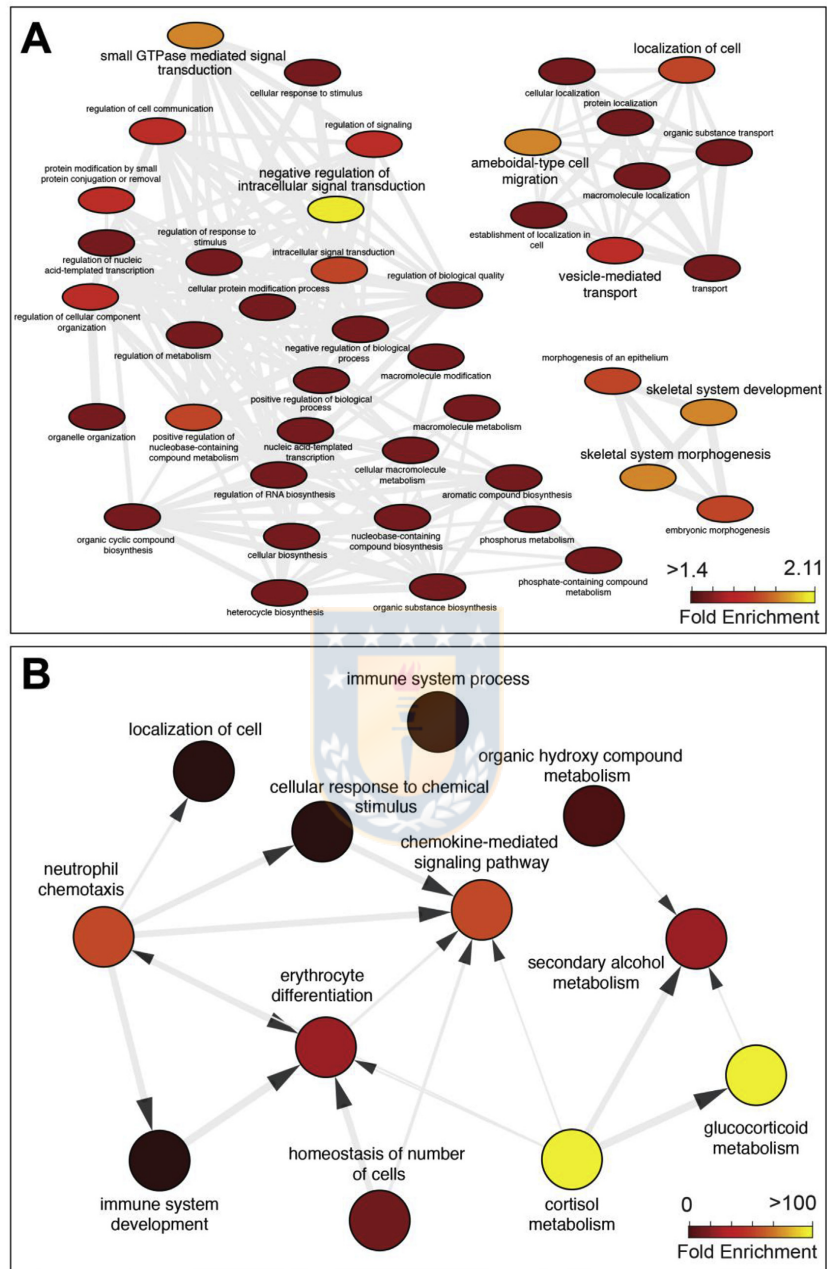 A
small GTPase mediated signal
transduction
cellular response to stimulus
regulation of cell communication
regulation of signaling
protein modification by small
protein conjugation or removal
negative regulation of
intracellular signal transduction
regulation of nucleic
acid-templated transcription
regulation of response to
stimulus
intracellular signal transduction
regulation of biological quality
cellular protein modification process
regulation of cellular component
organization
regulation of metabolism
negative regulation of biological
process
macromolecule modification
positive regulation of biological
process
macromolecule metabolism
organelle organization
positive regulation of
nucleobase-containing
compound metabolism
nucleic acid-templated
transcription
cellular macromolecule
metabolism
regulation of RNA biosynthesis
aromatic compound biosynthesis
organic cyclic compound
biosynthesis
cellular biosynthesis
nucleobase-containing
compound biosynthesis
phosphorus metabolism
phosphate-containing compound
metabolism
heterocycle biosynthesis
organic substance biosynthesis
localization of cell
cellular localization
protein localization
organic substance transport
ameboidal-type cell
migration
macromolecule localization
establishment of localization in
cell
vesicle-mediated
transport
transport
morphogenesis of an epithelium
skeletal system development
skeletal system morphogenesis
embryonic morphogenesis
>1.4 2.11
Fold Enrichment
B
immune system process
localization of cell
organic hydroxy compound
metabolism
cellular response to chemical
stimulus
chemokine-mediated
signaling pathway
neutrophil
chemotaxis
secondary alcohol
metabolism
erythrocyte
differentiation
glucocorticoid
metabolism
homeostasis of number
of cells
immune system
development
cortisol
metabolism
0 >100
Fold Enrichment